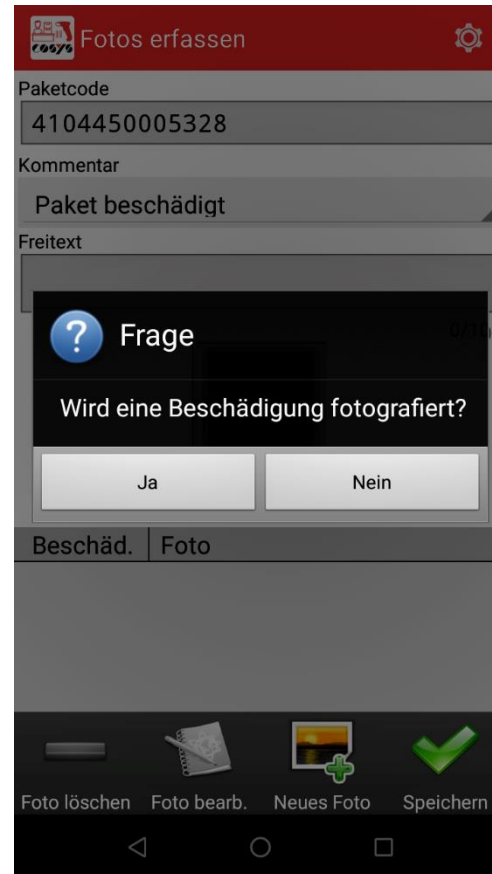 COSYS
Fotos erfassen
Paketcode
4104450005328
Kommentar
Paket beschädigt
Freitext
Frage
Wird eine Beschädigung fotografiert?
Ja
Nein
Beschäd.
Foto
Foto löschen
Foto bearb.
Neues Foto
Speichern